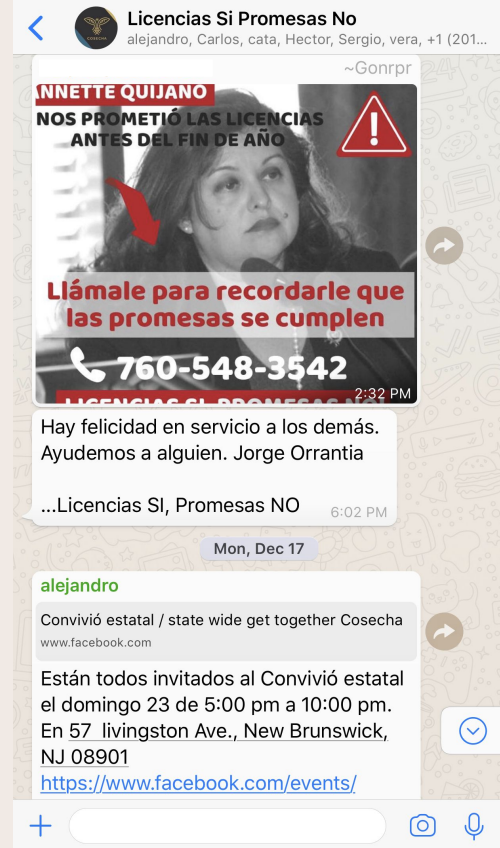 Licencias Si Promesas No
alejandro, Carlos, cata, Hector, Sergio, vera, +1 (201...
COSECHA
~Gonrpr
ANNETTE QUIJANO
NOS PROMETIÓ LAS LICENCIAS
ANTES DEL FIN DE AÑO
Llámale para recordarle que
las promesas se cumplen
760-548-3542
LICENCIAS SI, PROMESAS NO!
2:32 PM
Hay felicidad en servicio a los demás.
Ayudemos a alguien. Jorge Orrantia
...Licencias SI, Promesas NO
6:02 PM
Mon, Dec 17
alejandro
Convivió estatal / state wide get together Cosecha
www.facebook.com
Están todos invitados al Convivió estatal
el domingo 23 de 5:00 pm a 10:00 pm.
En 57  livingston Ave., New Brunswick,
NJ 08901
https://www.facebook.com/events/